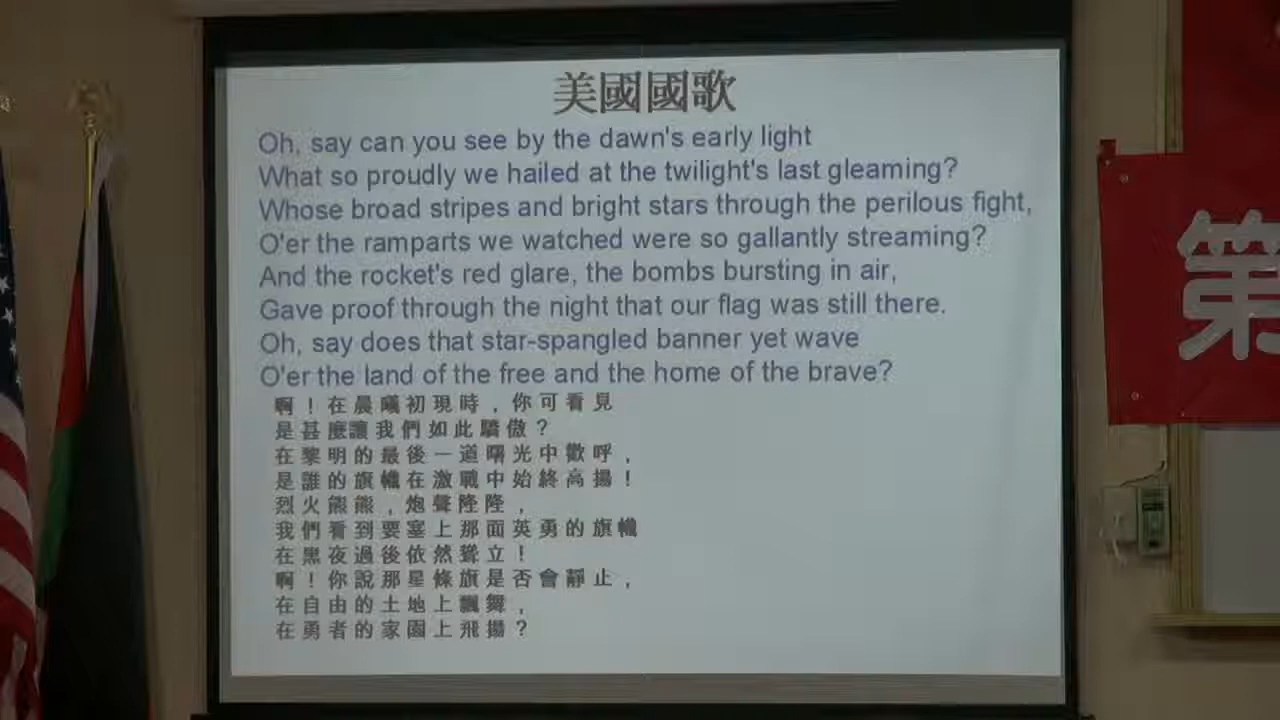 美國國歌
Oh, say can you see by the dawn's early light
What so proudly we hailed at the twilight's last gleaming?
Whose broad stripes and bright stars through the perilous fight,
O'er the ramparts we watched were so gallantly streaming?
And the rocket's red glare, the bombs bursting in air,
Gave proof through the night that our flag was still there.
Oh, say does that star-spangled banner yet wave
O'er the land of the free and the home of the brave?
啊！在晨曦初現時，你可看見
是甚麼讓我們如此驕傲？
在黎明的最後一道曙光中歡呼，
是誰的旗幟在激戰中始終高揚！
烈火熊熊，炮聲隆隆，
我們看到要塞上那面英勇的旗幟
在黑夜過後依然聳立！
啊！你說那星條旗是否會靜止，
在自由的土地上飄舞，
在勇者的家園上飛揚？
第